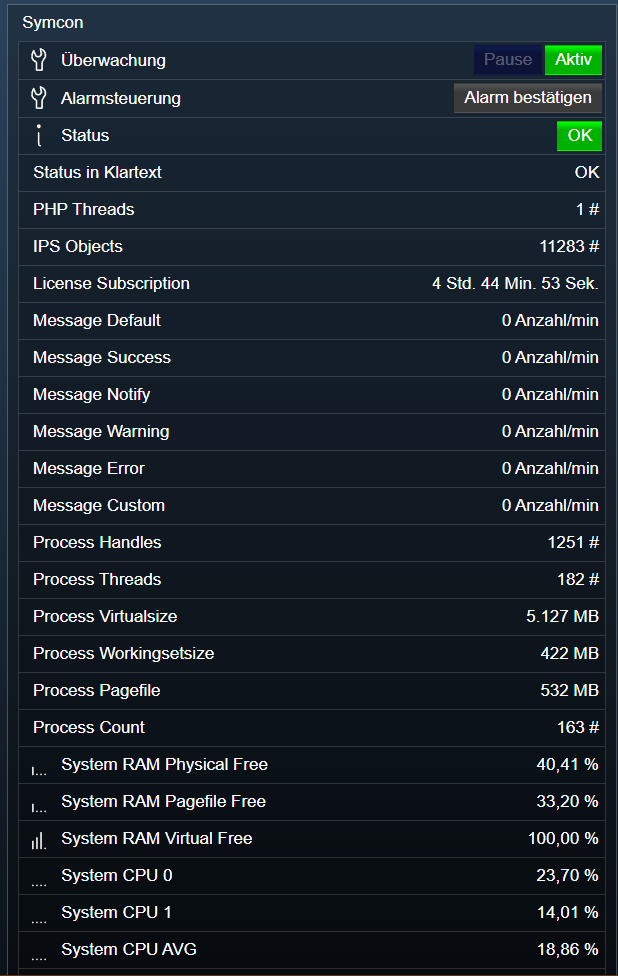 Symcon
Überwachung Pause Aktiv
Alarmsteuerung Alarm bestätigen
Status OK
Status in Klartext OK
PHP Threads 1 #
IPS Objects 11283 #
License Subscription 4 Std. 44 Min. 53 Sek.
Message Default 0 Anzahl/min
Message Success 0 Anzahl/min
Message Notify 0 Anzahl/min
Message Warning 0 Anzahl/min
Message Error 0 Anzahl/min
Message Custom 0 Anzahl/min
Process Handles 1251 #
Process Threads 182 #
Process Virtualsize 5.127 MB
Process Workingsetsize 422 MB
Process Pagefile 532 MB
Process Count 163 #
System RAM Physical Free 40,41 %
System RAM Pagefile Free 33,20 %
System RAM Virtual Free 100,00 %
System CPU 0 23,70 %
System CPU 1 14,01 %
System CPU AVG 18,86 %